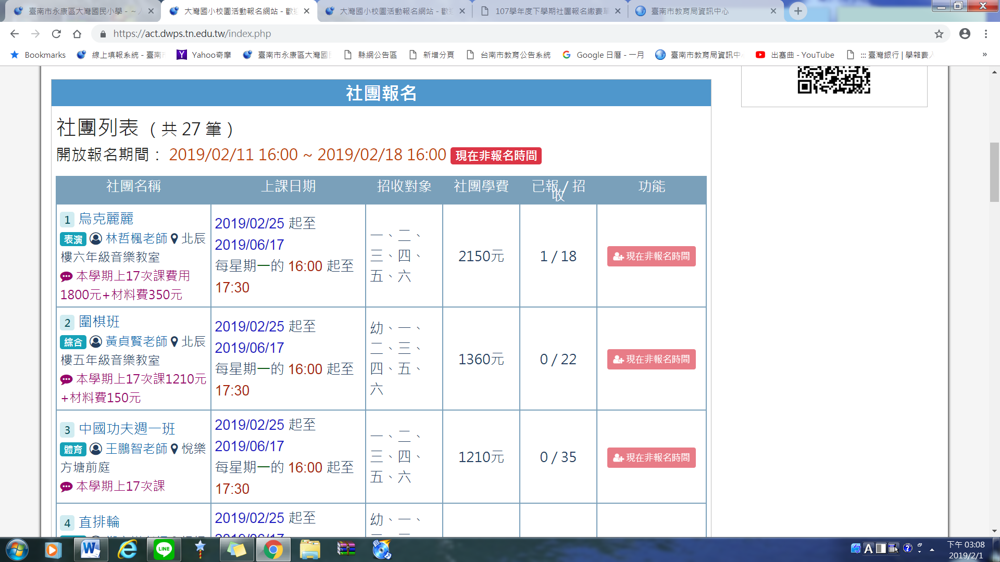 臺南市永康區大灣國民小學 - ~
大灣國小校園活動報名網站 - 歡
大灣國小校園活動報名網站 - 歡
107學年度下學期社團報名繳費
臺南市教育局資訊中心
https://act.dwps.tn.edu.tw/index.php
Bookmarks
線上填報系統 - 臺南
Yahoo奇摩
臺南市永康區大灣國
縣網公告區
新增分頁
台南市教育公告系統
Google 日曆 - 一月
臺南市教育局資訊中
出塞曲 - YouTube
::: 臺灣銀行 | 學雜費
»
社團報名
社團列表 ( 共 27 筆 )
開放報名期間： 2019/02/11 16:00 ~ 2019/02/18 16:00 現在非報名時間
社團名稱 上課日期 招收對象 社團學費 已報 / 招
收 功能
1 烏克麗麗
表演 林哲楓老師 北辰
樓六年級音樂教室
本學期上17次課費用
1800元+材料費350元
2019/02/25 起至
2019/06/17
每星期一的 16:00 起至
17:30
一、二、
三、四、
五、六
2150元
1 / 18
現在非報名時間
2 圍棋班
綜合 黃貞賢老師 北辰
樓五年級音樂教室
本學期上17次課1210元
+材料費150元
2019/02/25 起至
2019/06/17
每星期一的 16:00 起至
17:30
幼、一、
二、三、
四、五、
六
1360元
0 / 22
現在非報名時間
3 中國功夫週一班
體育 王鵬智老師 悅樂
方塘前庭
本學期上17次課
2019/02/25 起至
2019/06/17
每星期一的 16:00 起至
17:30
一、二、
三、四、
五、六
1210元
0 / 35
現在非報名時間
4 直排輪
2019/02/25 起至
2019/06/17
幼、一、
LINE
A
下午 03:08
2019/2/1